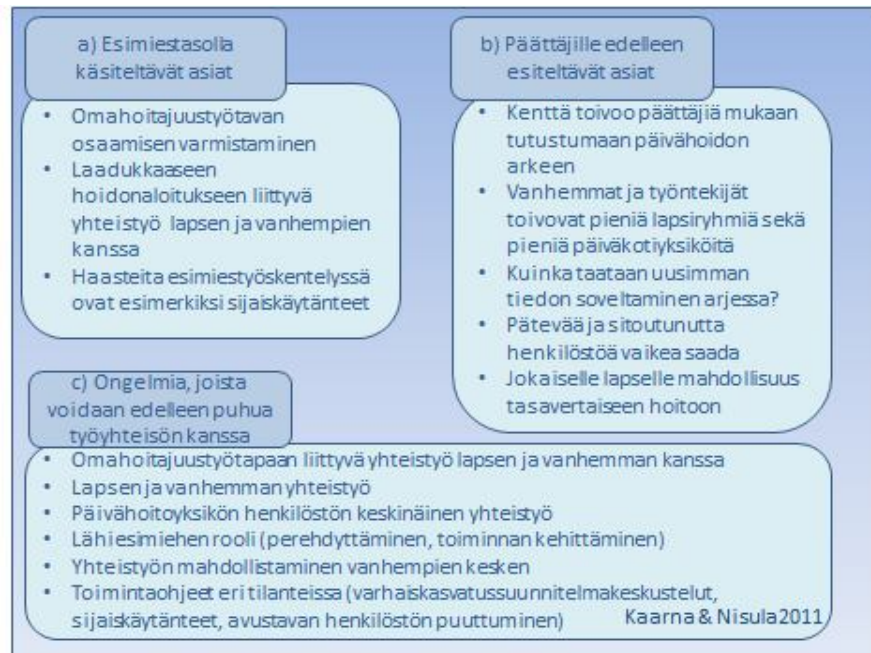 a) Esimiestasolla
käsiteltävät asiat
• Omahoitajuustyötavan
osaamisen varmistaminen
• Laadukkaaseen
hoidonaloitukseen liittyvä
yhteistyö lapsen ja vanhempien
kanssa
• Haasteita esimiestyöskentelyssä
ovat esimerkiksi sijaiskäytänteet
b) Päättäjille edelleen
esiteltävät asiat
• Kenttä toivoo päättäjiä mukaan
tutustumaan päivähoidon
arkeen
• Vanhemmat ja työntekijät
toivovat pieniä lapsiryhmiä sekä
pieniä päiväkotiyksiköitä
• Kuinka taataan uusimman
tiedon soveltaminen arjessa?
• Pätevää ja sitoutunutta
henkilöstöä vaikea saada
• Jokaiselle lapselle mahdollisuus
tasavertaiseen hoitoon
c) Ongelmia, joista
voidaan edelleen puhua
työyhteisön kanssa
• Omahoitajuustyötapaan liittyvä yhteistyö lapsen ja vanhemman kanssa
• Lapsen ja vanhemman yhteistyö
• Päivähoitoyksikön henkilöstön keskinäinen yhteistyö
• Lähiesimiehen rooli (perehdyttäminen, toiminnan kehittäminen)
• Yhteistyön mahdollistaminen vanhempien kesken
• Toimintaohjeet eri tilanteissa (varhaiskasvatussuunnitelmakeskustelut,
sijaiskäytänteet, avustavan henkilöstön puuttuminen) Kaarna & Nisula 2011